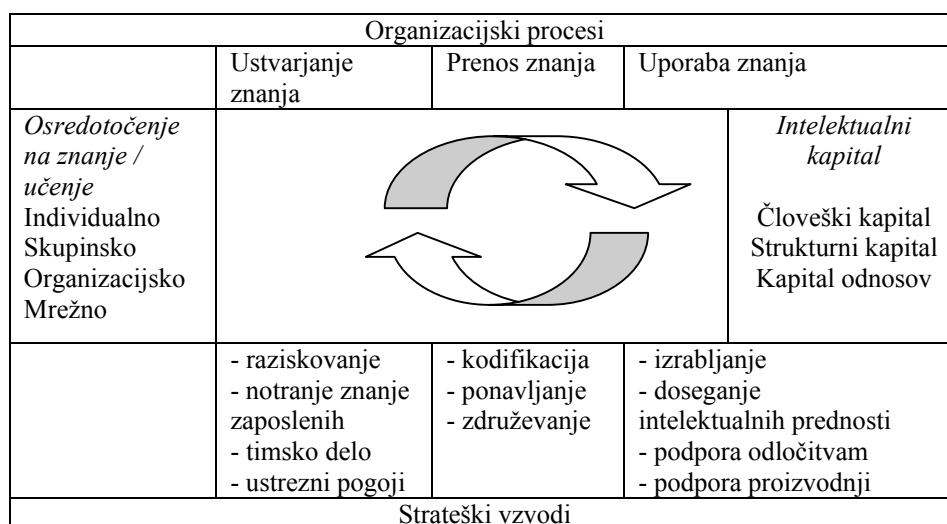 Organizacijski procesi
Ustvarjanje
znanja
Prenos znanja
Uporaba znanja
Osredotočenje
na znanje /
učenje
Individualno
Skupinsko
Organizacijsko
Mrežno
Intelektualni
kapital
Človeški kapital
Strukturni kapital
Kapital odnosov
- raziskovanje
- notranje znanje
zaposlenih
- timsko delo
- ustrezni pogoji
- kodifikacija
- ponavljanje
- združevanje
- izrabljanje
- doseganje
intelektualnih prednosti
- podpora odločitvam
- podpora proizvodnji
Strateški vzvodi